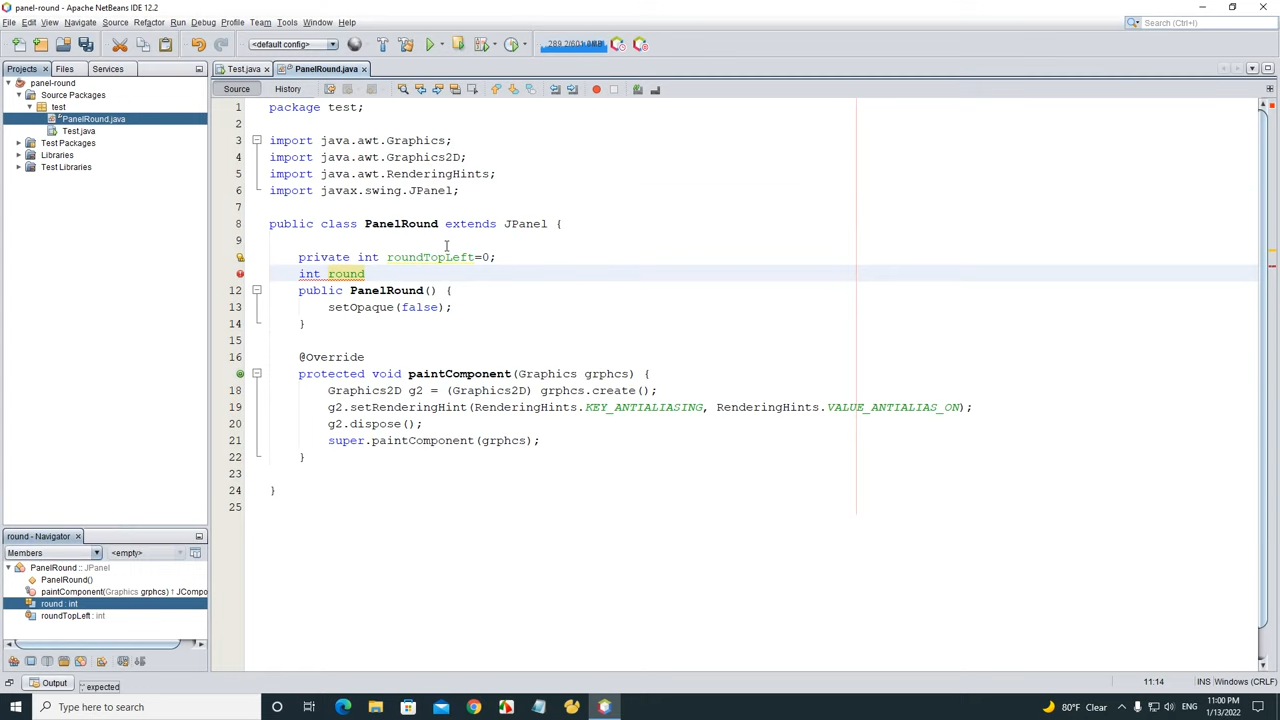 panel-round - Apache NetBeans IDE 12.2
File Edit View Navigate Source Refactor Run Debug Profile Team Tools Window Help
Search (Ctrl+I)
<default config>
Projects Files Services
Test.java PanelRound.java
Source History
panel-round
Source Packages
test
PanelRound.java
Test.java
Test Packages
Libraries
Test Libraries
1 package test;
2
3 import java.awt.Graphics;
4 import java.awt.Graphics2D;
5 import java.awt.RenderingHints;
6 import javax.swing.JPanel;
7
8 public class PanelRound extends JPanel {
9
private int roundTopLeft=0;
int round
12 public PanelRound() {
13 setOpaque(false);
14 }
15
16 @Override
protected void paintComponent(Graphics grphcs) {
18 Graphics2D g2 = (Graphics2D) grphcs.create();
19 g2.setRenderingHint(RenderingHints.KEY_ANTIALIASING, RenderingHints.VALUE_ANTIALIAS_ON);
20 g2.dispose();
21 super.paintComponent(grphcs);
22 }
23
24 }
25
round - Navigator
Members <empty>
PanelRound :: JPanel
PanelRound()
paintComponent(Graphics grphcs) ↑ JCompo
round : int
roundTopLeft : int
Output
expected
11:14 INS Windows (CRLF)
Type here to search
80°F Clear
11:00 PM
1/13/2022